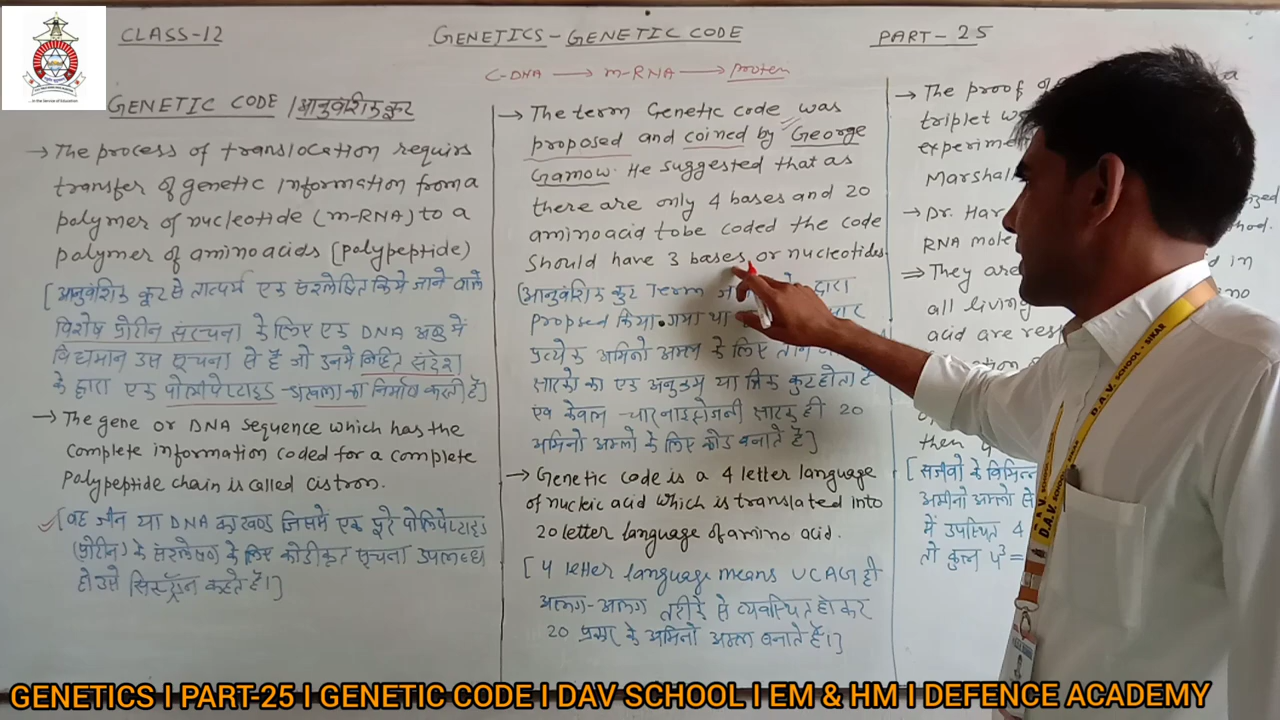 CLASS-12
GENETICS - GENETIC CODE
PART - 25
C-DNA → m-RNA → protein
GENETIC CODE / आनुवंशिक कूट
→ The process of translocation requirs
transfer of genetic information from a
polymer of nucleotide (m-RNA) to a
polymer of amino acids [polypeptide)
[आनुवंशिक कूट से तात्पर्य एक संश्लेषित किये जाने वाले
विशेष प्रोटीन संरचना के लिए एक DNA अणु में
विद्यमान उस सूचना से है जो उनमे निहित संदेश
के द्वारा एक पोलीपेप्टाइड श्रृंखला का निर्माण करती है]
→ The gene or DNA sequence which has the
complete information coded for a complete
Polypeptide chain is called cistron.
[वह जीन या DNA का खण्ड जिसमें एक पूरे पोलिपेप्टाइड
(प्रोटीन) के संश्लेषण के लिए कोडीकृत सूचना उपलब्ध
हो उसे सिस्ट्रॉन कहते है।]
→ The term Genetic code was
proposed and coined by George
Gamow. He suggested that as
there are only 4 bases and 20
amino acid tobe coded the code
should have 3 bases or nucleotides.
(आनुवंशिक कूट Term द्वारा
Propsed किया गया या
प्रत्येक अमिनो अम्ल के लिए तीन
क्षारको का एक अनुक्रम या त्रिक कूट होता है
एंव केवल चार नाइट्रोजनी क्षारक ही 20
अमिनो अम्लो के लिए कोड बनाते है]
→ Genetic code is a 4 letter language
of nucleic acid which is translated into
20 letter language of amino acid.
[4 letter language means UCAG ही
अलग-अलग तरीके से व्यवस्थित हो कर
20 प्रकार के अमिनो अम्ल बनाते है।]
→ The proof of
triplet
experim
Marshal
→ Dr. Har
RNA mole
⇒ They are in
all living
acid are
then
[सजीवो के विभिन्न
अमीनो अम्लो से
में उपस्थित 4
तो कुल 4³ =
D.A.V. SCHOOL - SIKAR
D.A.V. SCHOOL
GENETICS I PART-25 I GENETIC CODE I DAV SCHOOL I EM & HM I DEFENCE ACADEMY